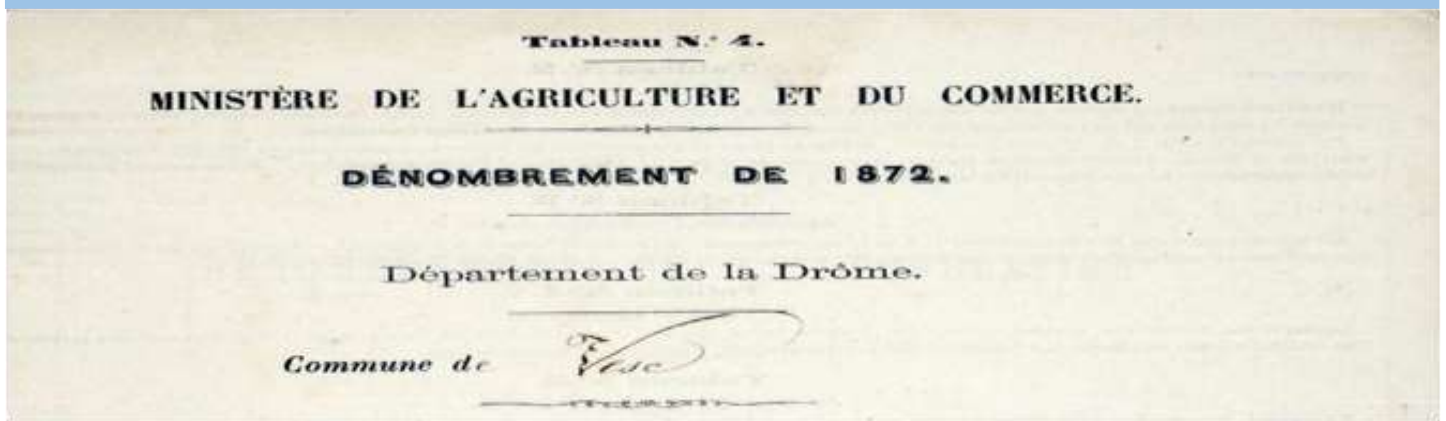 Tableau N.° 4.
MINISTÈRE DE L'AGRICULTURE ET DU COMMERCE.
DÉNOMBREMENT DE 1872.
Département de la Drôme.
Commune de Vesc